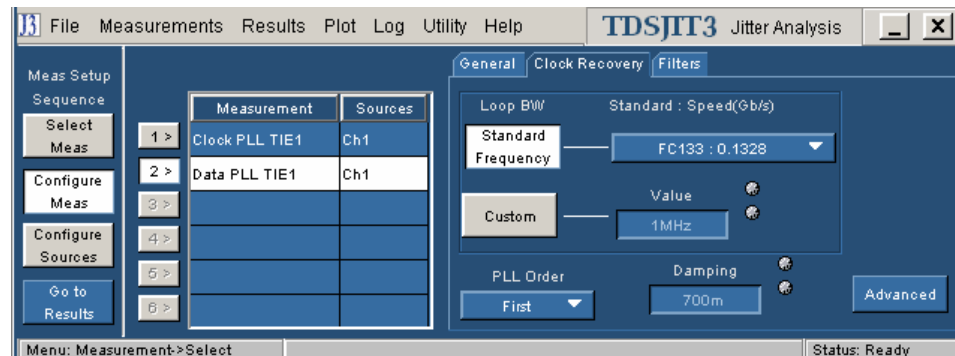 J3 File Measurements Results Plot Log Utility Help TDSJIT3 Jitter Analysis
Meas Setup
Sequence
Select
Meas
Configure
Meas
Configure
Sources
Go to
Results
Measurement Sources
1 > Clock PLL TIE1 Ch1
2 > Data PLL TIE1 Ch1
3 >
4 >
5 >
6 >
General Clock Recovery Filters
Loop BW Standard : Speed(Gb/s)
Standard
Frequency
FC133 : 0.1328
Custom
Value
1MHz
PLL Order
First
Damping
700m
Advanced
Menu: Measurement->Select Status: Ready